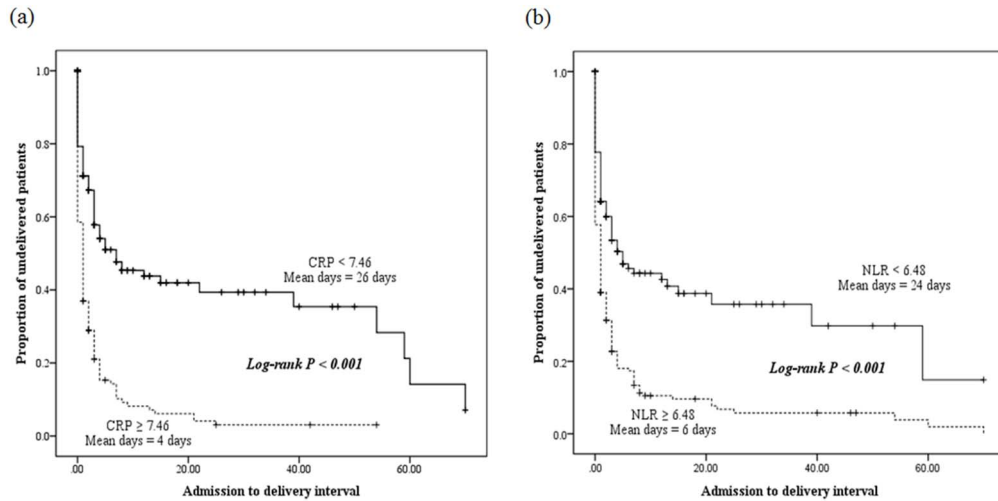 (a)
Proportion of undelivered patients
1.0
0.8
0.6
0.4
0.2
0.0
CRP < 7.46
Mean days = 26 days
Log-rank P < 0.001
CRP ≥ 7.46
Mean days = 4 days
.00
20.00
40.00
60.00
Admission to delivery interval
(b)
Proportion of undelivered patients
1.0
0.8
0.6
0.4
0.2
0.0
NLR < 6.48
Mean days = 24 days
Log-rank P < 0.001
NLR ≥ 6.48
Mean days = 6 days
.00
20.00
40.00
60.00
Admission to delivery interval